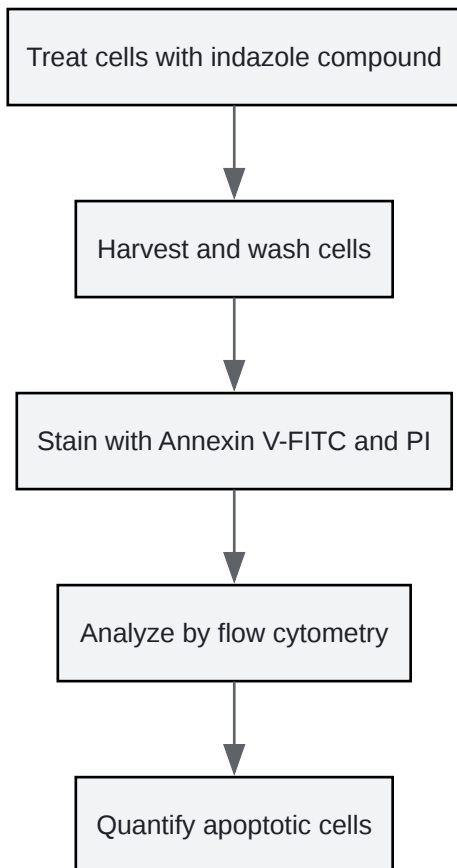 Treat cells with indazole compound
Harvest and wash cells
Stain with Annexin V-FITC and PI
Analyze by flow cytometry
Quantify apoptotic cells